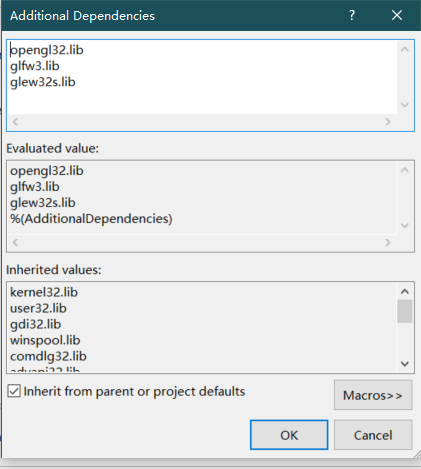 Additional Dependencies
?
opengl32.lib
glfw3.lib
glew32s.lib
Evaluated value:
opengl32.lib
glfw3.lib
glew32s.lib
%(AdditionalDependencies)
Inherited values:
kernel32.lib
user32.lib
gdi32.lib
winspool.lib
comdlg32.lib
advapi32.lib
Inherit from parent or project defaults
Macros>>
OK
Cancel